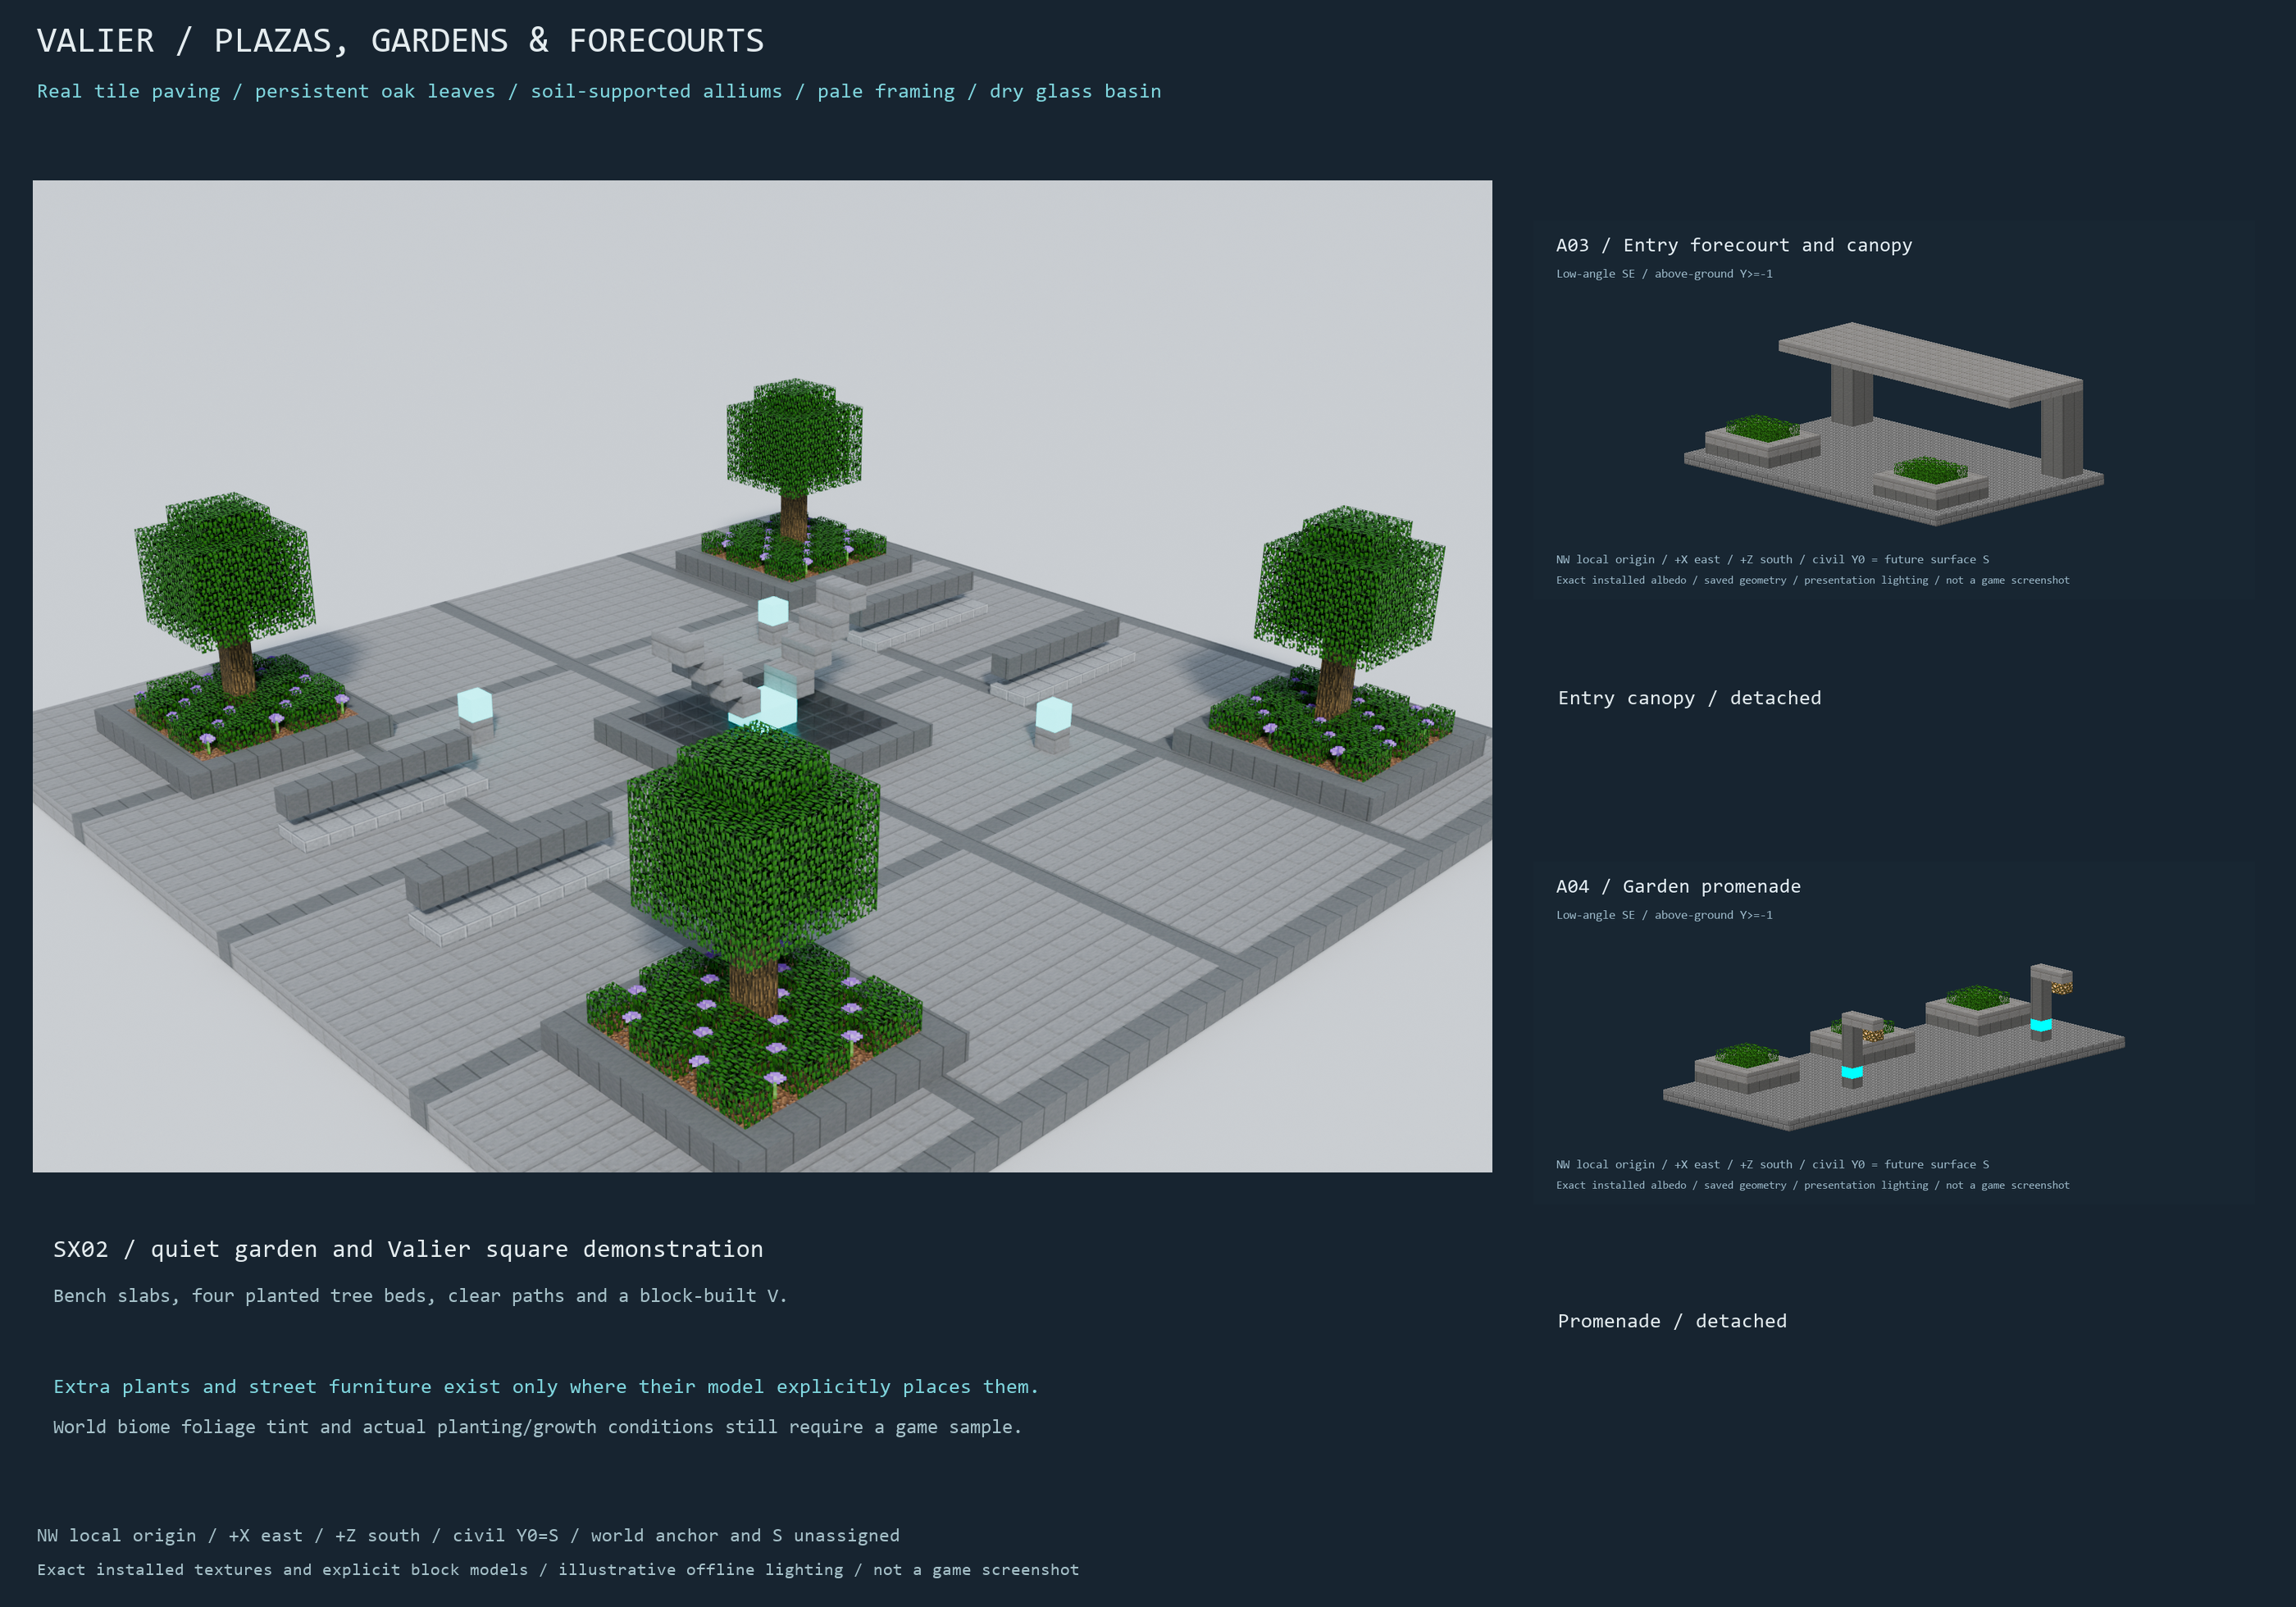 VALIER / PLAZAS, GARDENS & FORECOURTS
Real tile paving / persistent oak leaves / soil-supported alliums / pale framing / dry glass basin
A03 / Entry forecourt and canopy
Low-angle SE / above-ground Y>=-1
NW local origin / +X east / +Z south / civil Y0 = future surface S
Exact installed albedo / saved geometry / presentation lighting / not a game screenshot
Entry canopy / detached
A04 / Garden promenade
Low-angle SE / above-ground Y>=-1
NW local origin / +X east / +Z south / civil Y0 = future surface S
Exact installed albedo / saved geometry / presentation lighting / not a game screenshot
Promenade / detached
SX02 / quiet garden and Valier square demonstration
Bench slabs, four planted tree beds, clear paths and a block-built V.
Extra plants and street furniture exist only where their model explicitly places them.
World biome foliage tint and actual planting/growth conditions still require a game sample.
NW local origin / +X east / +Z south / civil Y0=S / world anchor and S unassigned
Exact installed textures and explicit block models / illustrative offline lighting / not a game screenshot